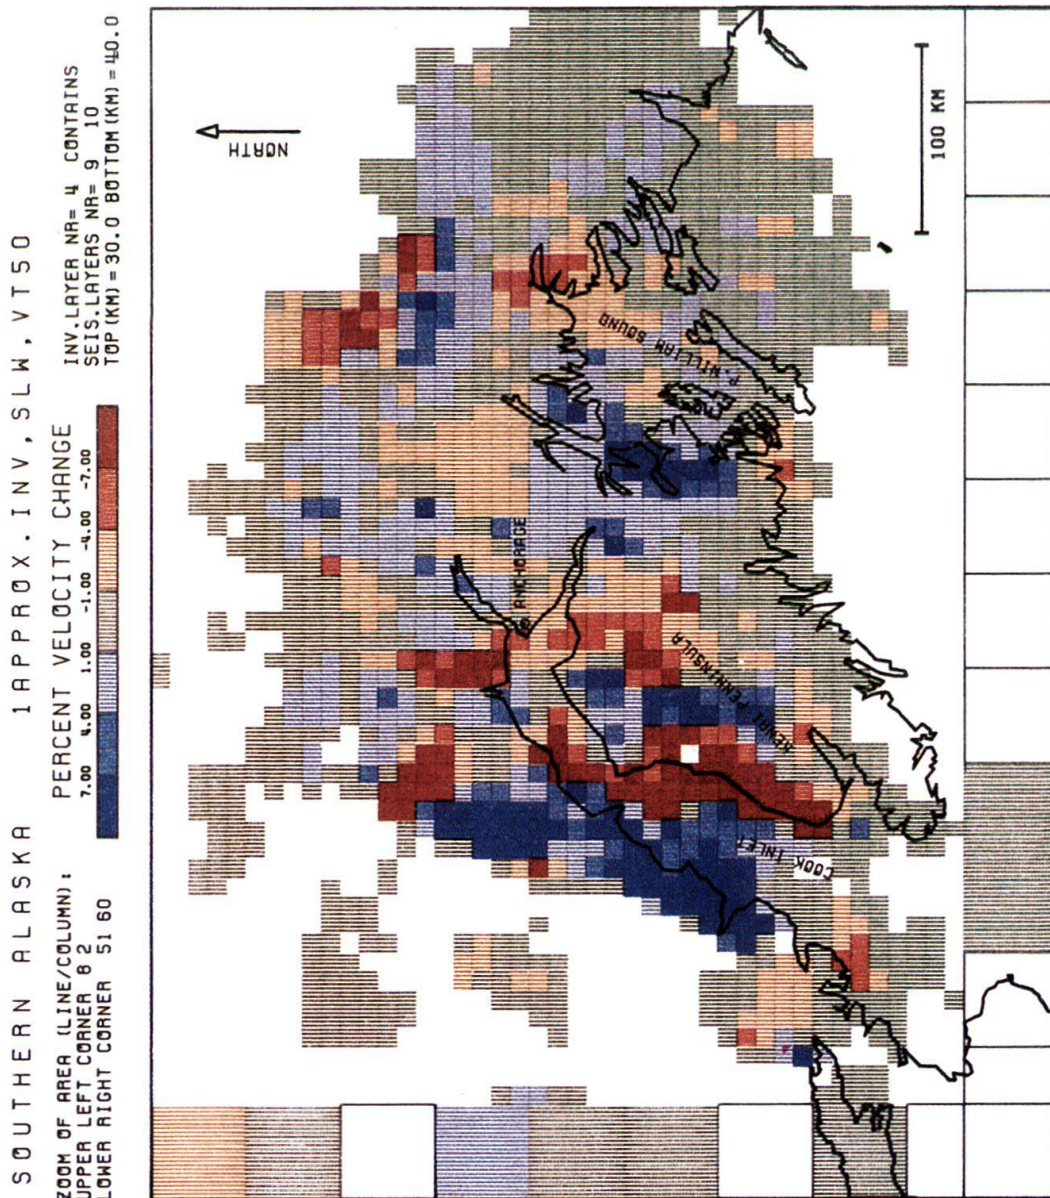 SOUTHERN ALASKA 1APPROX.INV,SLW,VT50
ZOOM OF AREA (LINE/COLUMN):
UPPER LEFT CORNER 8 2
LOWER RIGHT CORNER 51 60
PERCENT VELOCITY CHANGE
7.00 4.00 1.00 -1.00 -4.00 -7.00
INV.LAYER NR= 4 CONTAINS
SEIS.LAYERS NR= 9 10
TOP(KM)=30.0 BOTTOM(KM)=40.0
NORTH
ANCHORAGE
P.WILLIAM SOUND
KENAI PENNINSULA
COOK INLET
100 KM